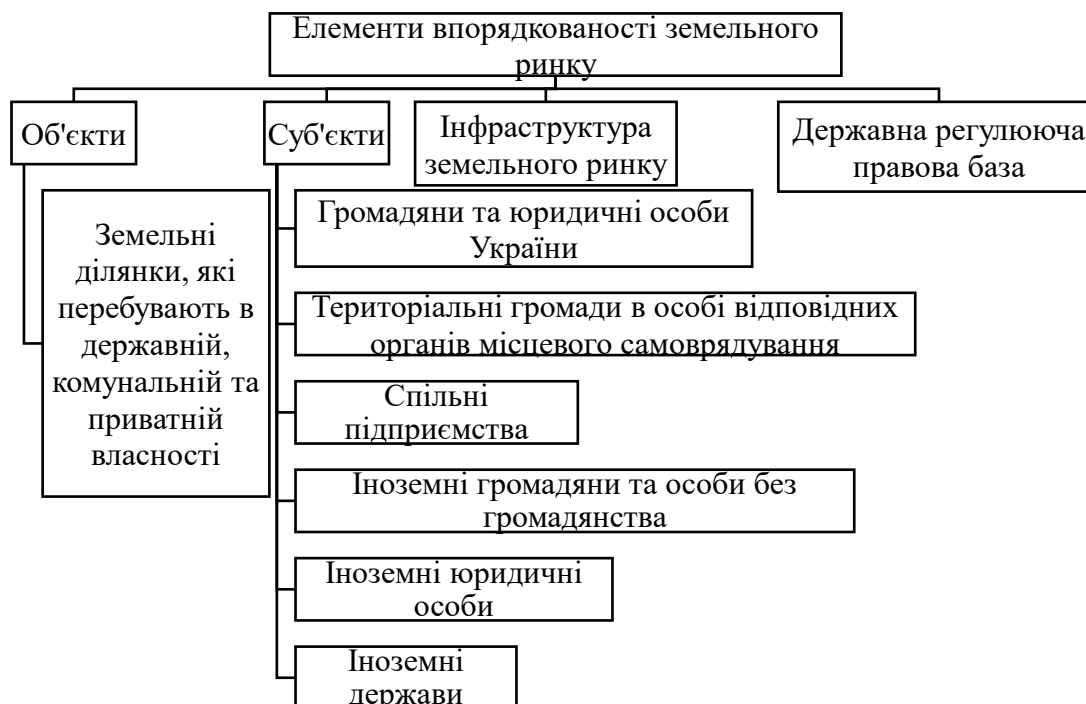 Елементи впорядкованості земельного
ринку
Об'єкти
Суб'єкти
Інфраструктура
земельного ринку
Державна регулююча
правова база
Земельні
ділянки, які
перебувають в
державній,
комунальній та
приватній
власності
Громадяни та юридичні особи
України
Територіальні громади в особі відповідних
органів місцевого самоврядування
Спільні
підприємства
Іноземні громадяни та особи без
громадянства
Іноземні юридичні
особи
Іноземні
держави